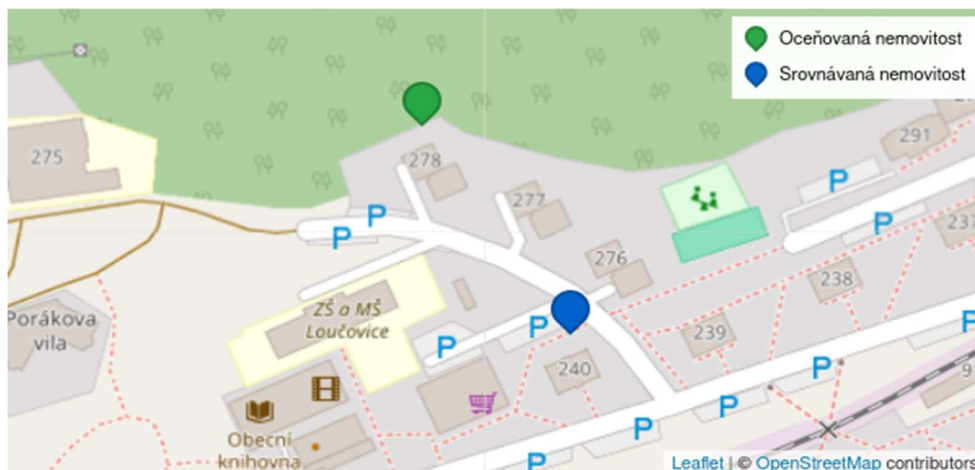 Oceňovaná nemovitost
Srovnávaná nemovitost
291
275
278
P
277
P
P
P
237
276
238
ZŠ a MŠ
Loučovice
Porákova
vila
P
P
P
239
240
P
P
P
Obecní
knihovna
P
Leaflet | © OpenStreetMap contributors